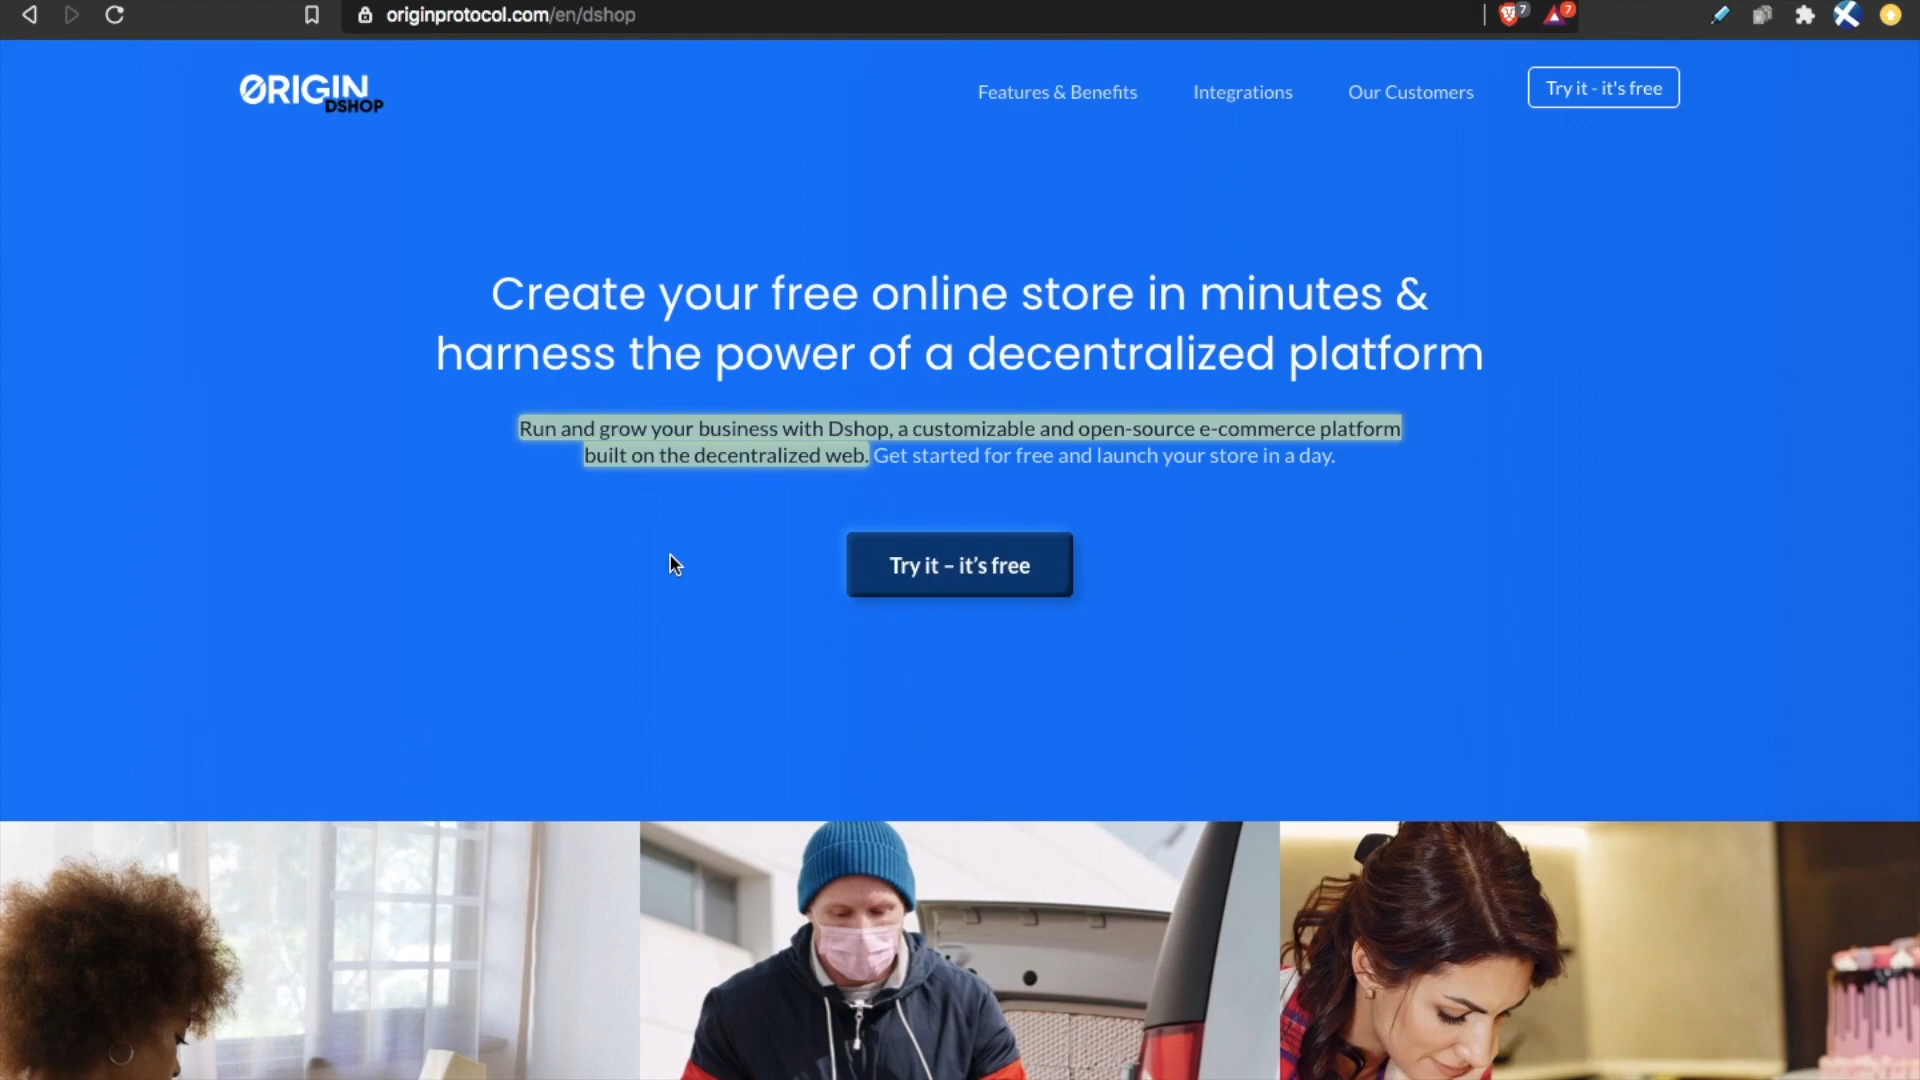 originprotocol.com/en/dshop
7
7
ØRIGIN
DSHOP
Features & Benefits
Integrations
Our Customers
Try it - it's free
Create your free online store in minutes &
harness the power of a decentralized platform
Run and grow your business with Dshop, a customizable and open-source e-commerce platform
built on the decentralized web. Get started for free and launch your store in a day.
Try it – it’s free